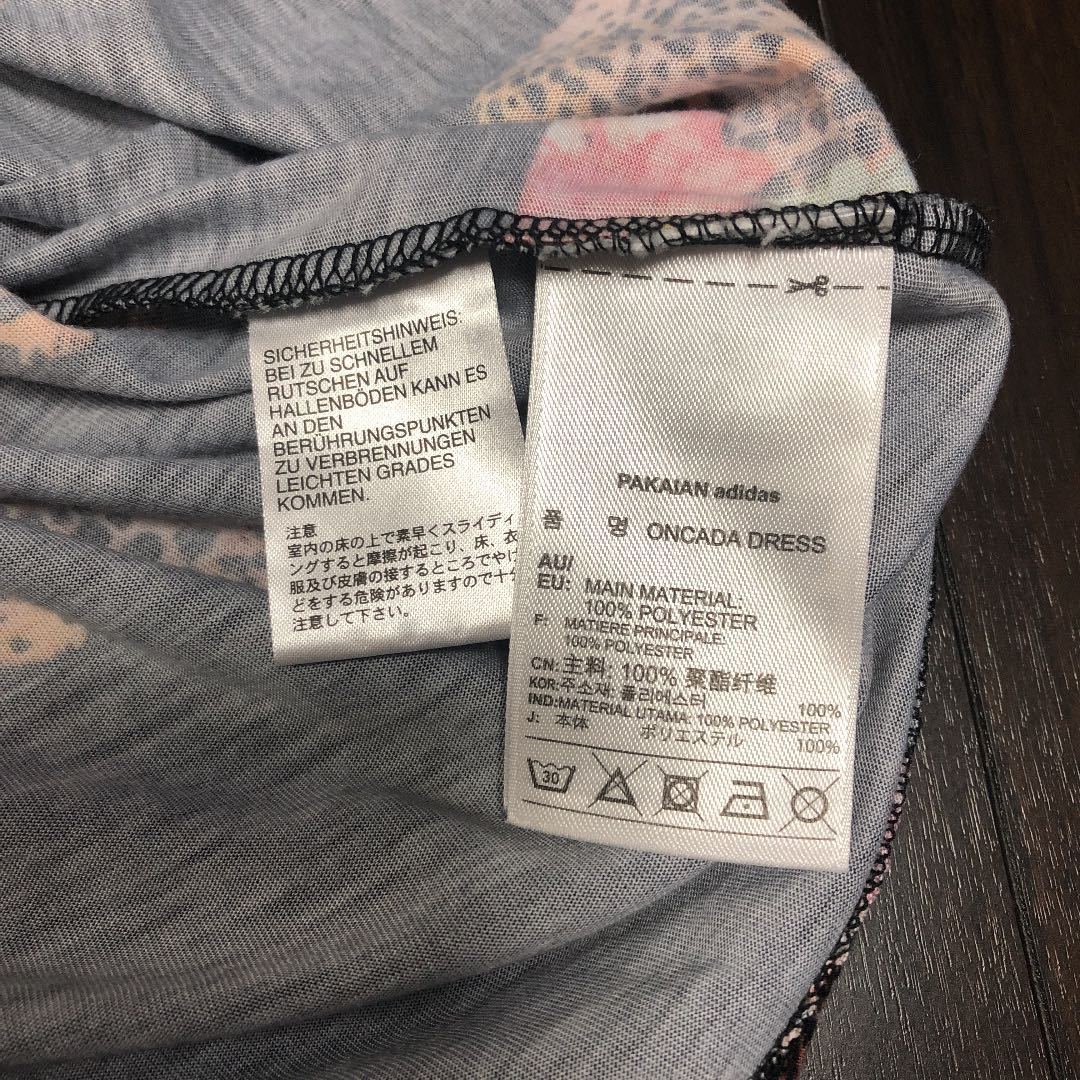 SICHERHEITSHINWEIS:
BEI ZU SCHNELLEM
RUTSCHEN AUF
HALLENBÖDEN KANN ES
AN DEN
BERÜHRUNGSPUNKTEN
ZU VERBRENNUNGEN
LEICHTEN GRADES
KOMMEN.
注意
室内の床の上で素早くスライディ
ングすると摩擦が起こり、床、衣
服及び皮膚の接するところでやけ
どをする危険がありますので十分
注意して下さい。
PAKAIAN adidas
품 명 ONCADA DRESS
AU/
EU: MAIN MATERIAL:
100% POLYESTER
F: MATIERE PRINCIPALE:
100% POLYESTER
CN: 主料: 100% 聚酯纤维
KOR: 주소재: 폴리에스터 100%
IND: MATERIAL UTAMA: 100% POLYESTER
J: 本体 ポリエステル 100%
30